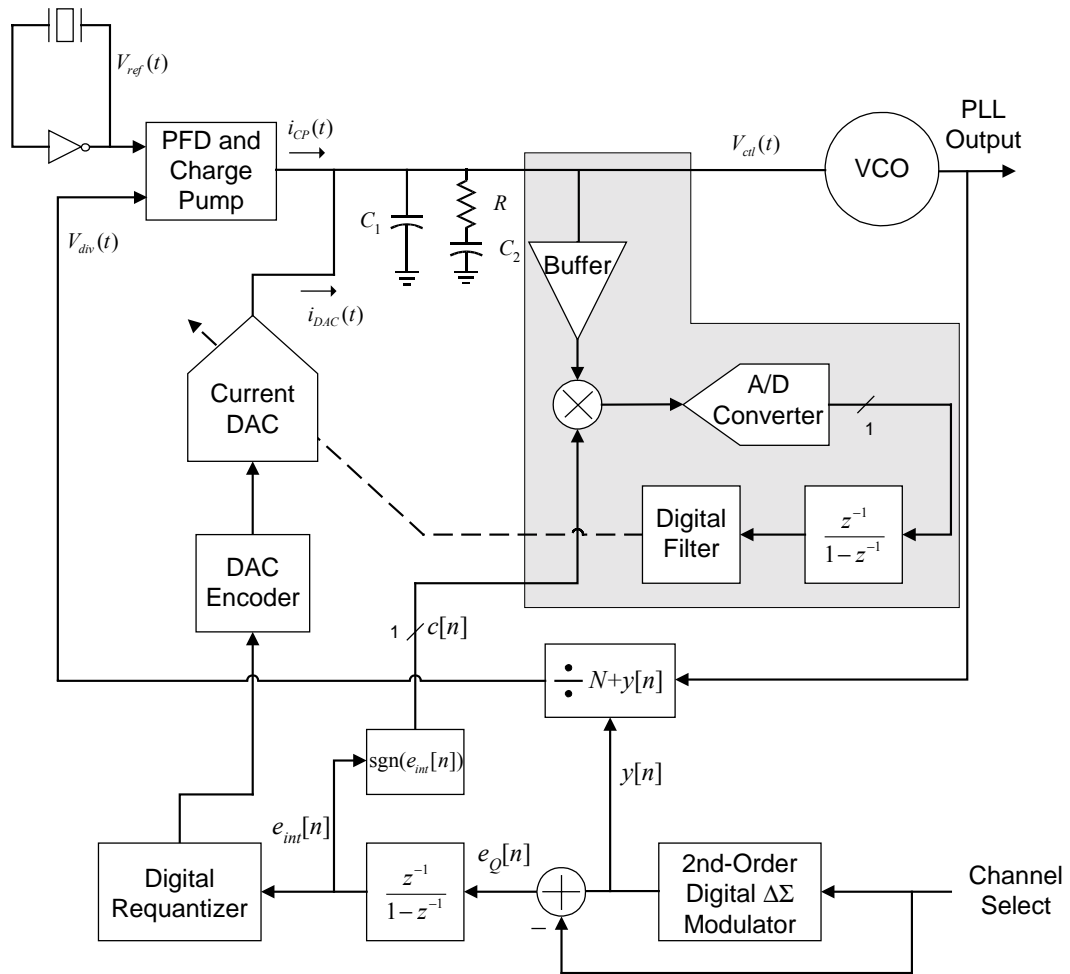 V_ref(t)
PFD and
Charge
Pump
i_CP(t)
V_ctl(t)
VCO
PLL
Output
V_div(t)
C_1
R
C_2
Buffer
i_DAC(t)
Current
DAC
A/D
Converter
1
Digital
Filter
z^{-1}
1 - z^{-1}
DAC
Encoder
1
c[n]
÷ N+y[n]
sgn(e_int[n])
y[n]
e_int[n]
e_Q[n]
Digital
Requantizer
z^{-1}
1 - z^{-1}
+
−
2nd-Order
Digital ΔΣ
Modulator
Channel
Select